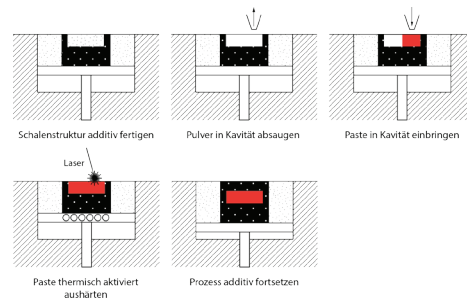 Schalenstruktur additiv fertigen
Pulver in Kavität absaugen
Paste in Kavität einbringen
Laser
Paste thermisch aktiviert
aushärten
Prozess additiv fortsetzen